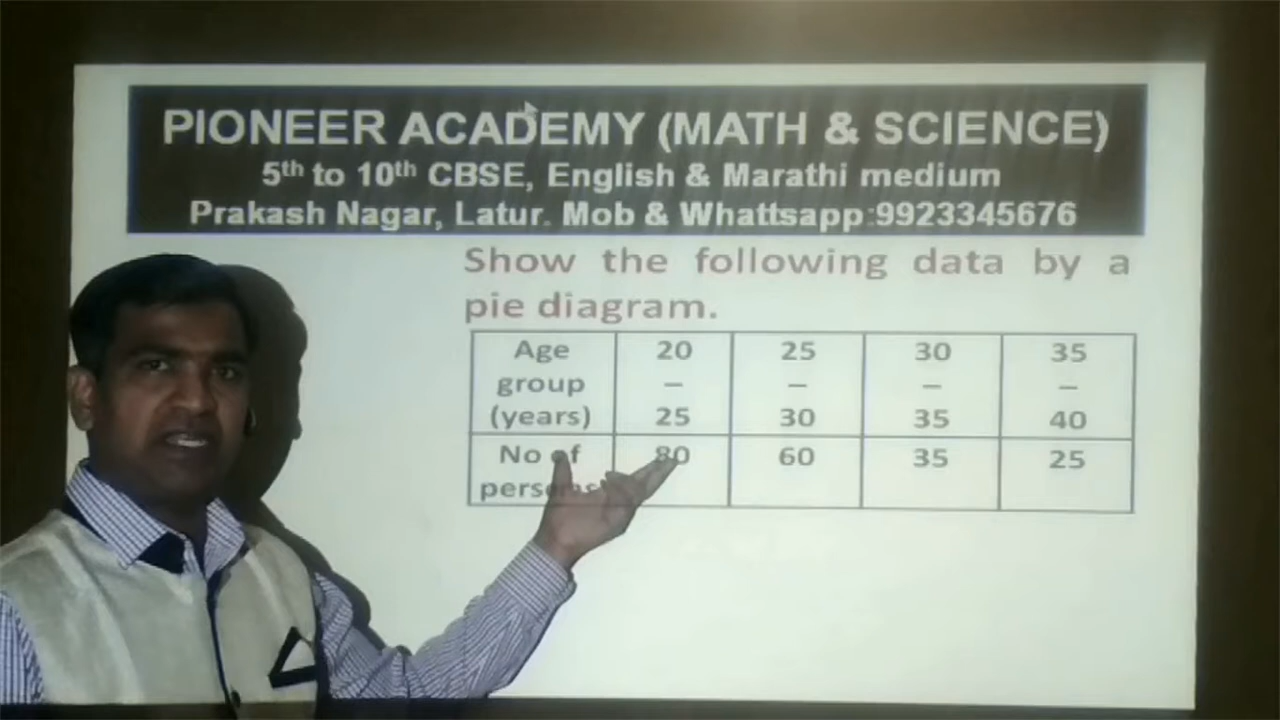 PIONEER ACADEMY (MATH & SCIENCE)
5th to 10th CBSE, English & Marathi medium
Prakash Nagar, Latur. Mob & Whattsapp:9923345676
Show the following data by a
pie diagram.
Age group (years) 20 – 25 25 – 30 30 – 35 35 – 40
No of persons 80 60 35 25